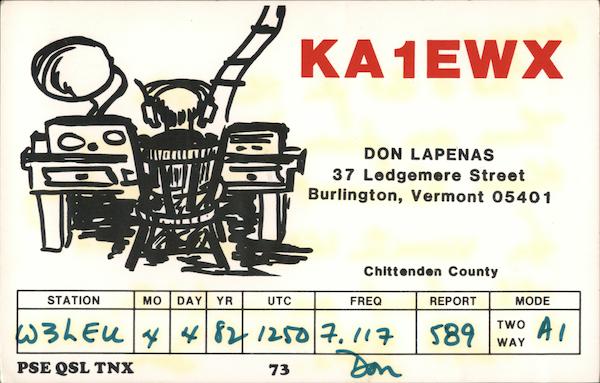 KA1EWX
DON LAPENAS
37 Ledgemere Street
Burlington, Vermont 05401
Chittenden County
STATION MO DAY YR UTC FREQ REPORT MODE
W3LEU 4 4 82 1250 7.117 589 TWO WAY A1
PSE QSL TNX 73 Don